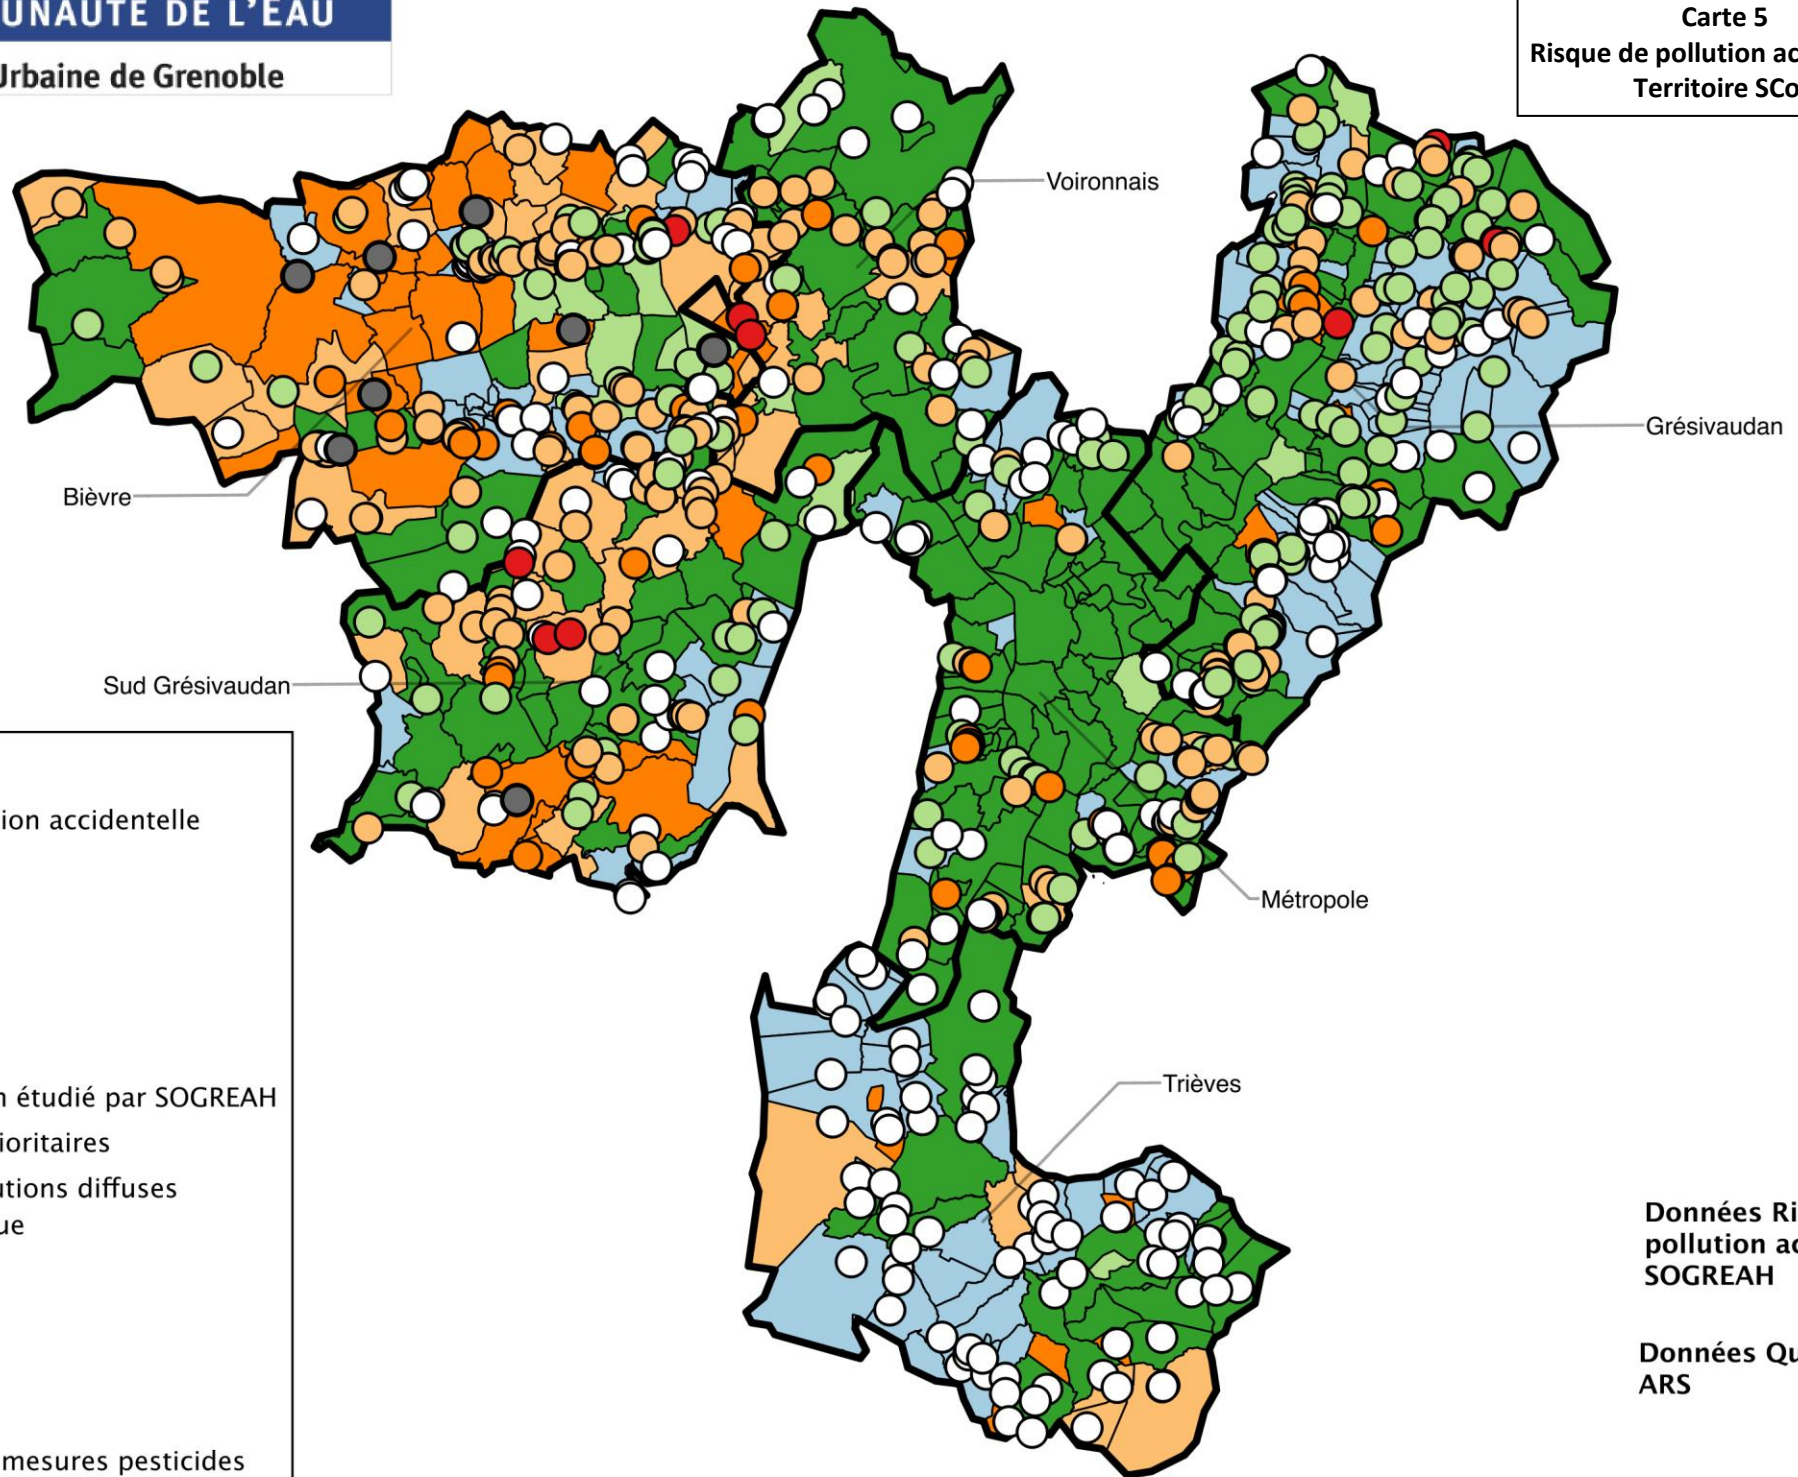 UNAUTÉ DE L'EAU
Urbaine de Grenoble
Carte 5
Risque de pollution ac
Territoire SCo
Voironnais
Grésivaudan
Bièvre
Sud Grésivaudan
Métropole
Trièves
ion accidentelle
n étudié par SOGREAH
ioritaires
utions diffuses
ue
mesures pesticides
Données Ri
pollution ac
SOGREAH
Données Qu
ARS